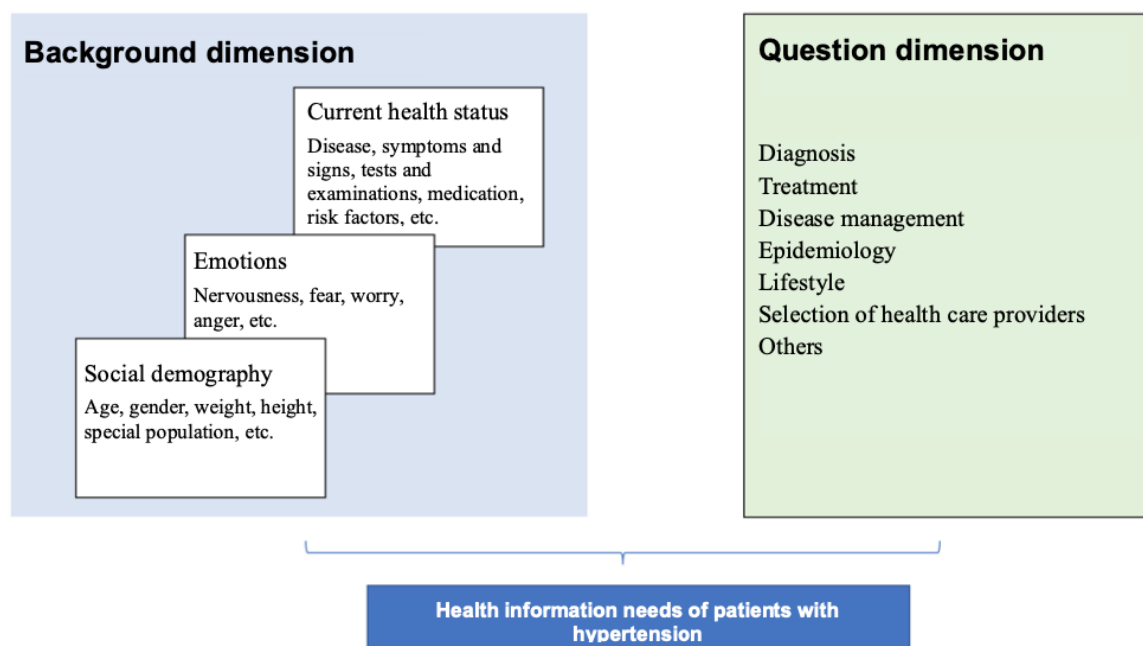 Background dimension
Current health status
Disease, symptoms and
signs, tests and
examinations, medication,
risk factors, etc.
Emotions
Nervousness, fear, worry,
anger, etc.
Social demography
Age, gender, weight, height,
special population, etc.
Question dimension
Diagnosis
Treatment
Disease management
Epidemiology
Lifestyle
Selection of health care providers
Others
Health information needs of patients with
hypertension